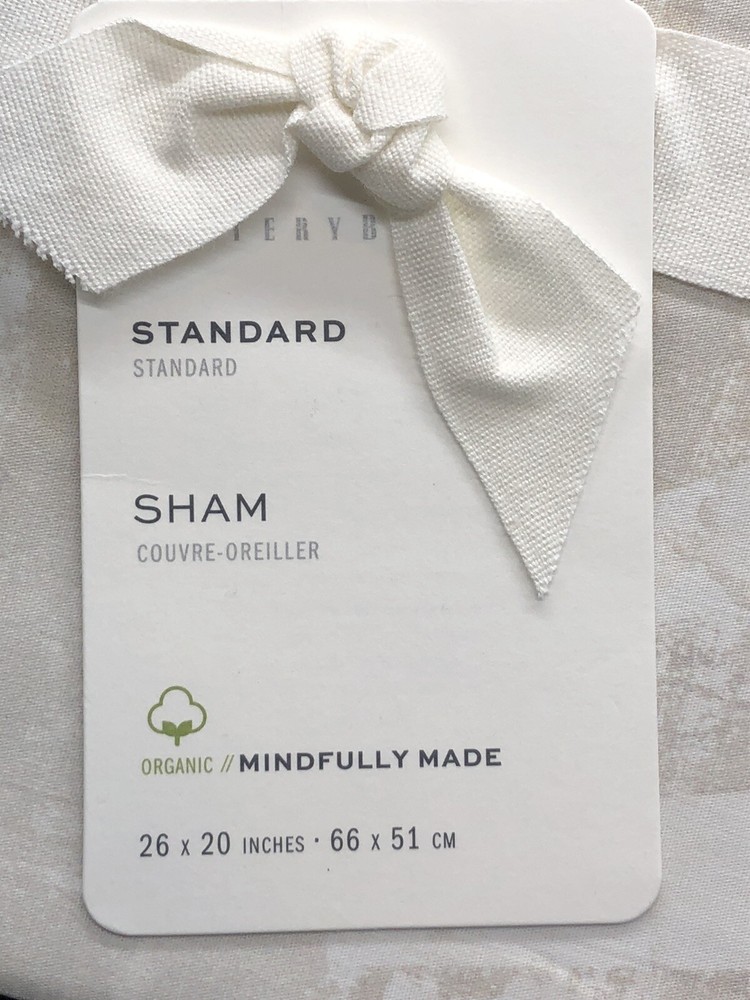 STANDARD
STANDARD
SHAM
COUVRE-OREILLER
ORGANIC // MINDFULLY MADE
26 x 20 INCHES · 66 x 51 CM